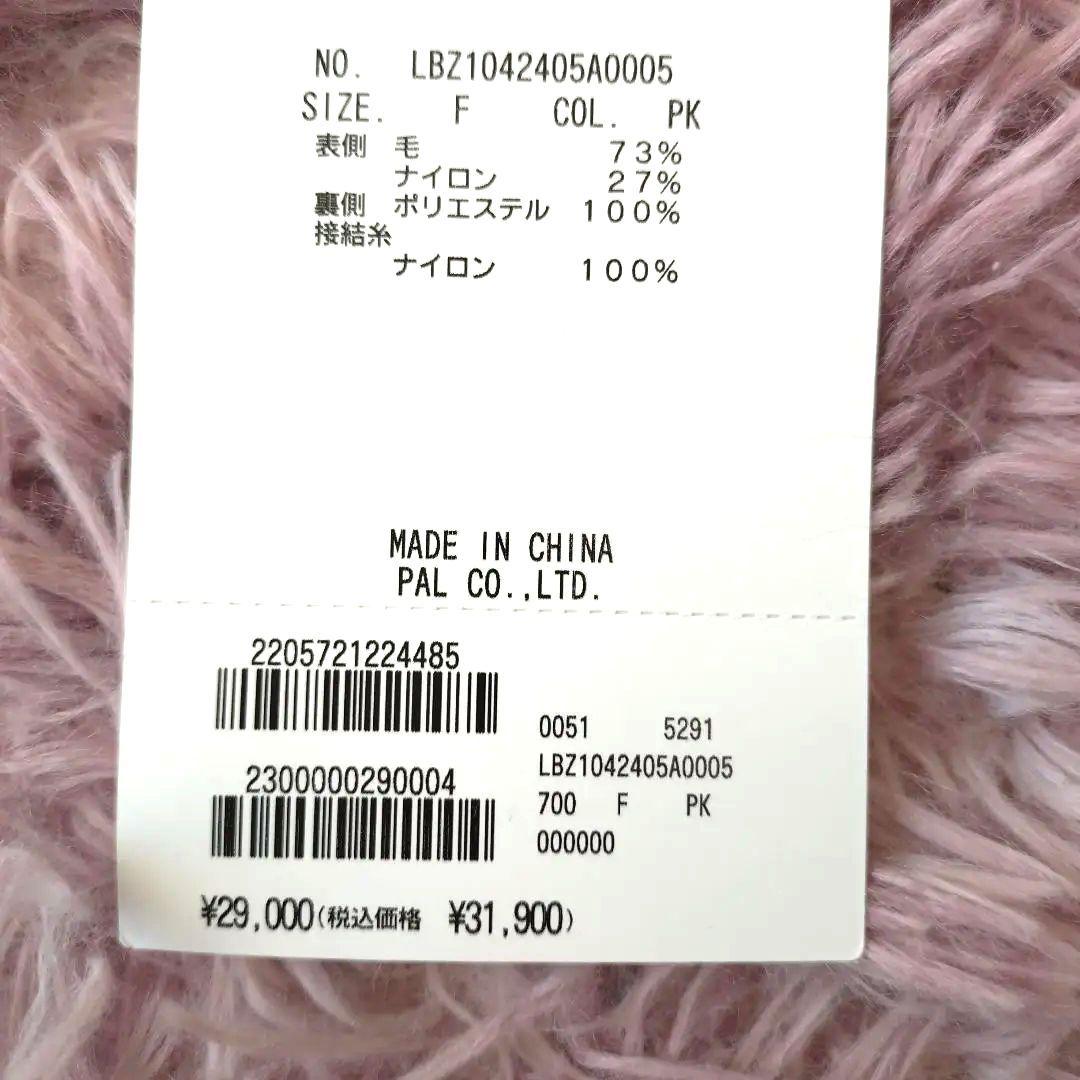 NO. LBZ1042405A0005
SIZE. F COL. PK
表側 毛 73%
ナイロン 27%
裏側 ポリエステル 100%
接結糸
ナイロン 100%
MADE IN CHINA
PAL CO.,LTD.
2205721224485
0051 5291
LBZ1042405A0005
2300000290004
700 F PK
000000
¥29,000(税込価格 ¥31,900)